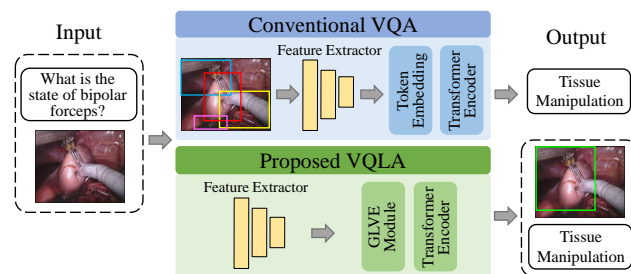 Input
What is the
state of bipolar
forceps?
Conventional VQA
Feature Extractor
Token
Embedding
Transformer
Encoder
Proposed VQLA
Feature Extractor
GLVE
Module
Transformer
Encoder
Output
Tissue
Manipulation
Tissue
Manipulation